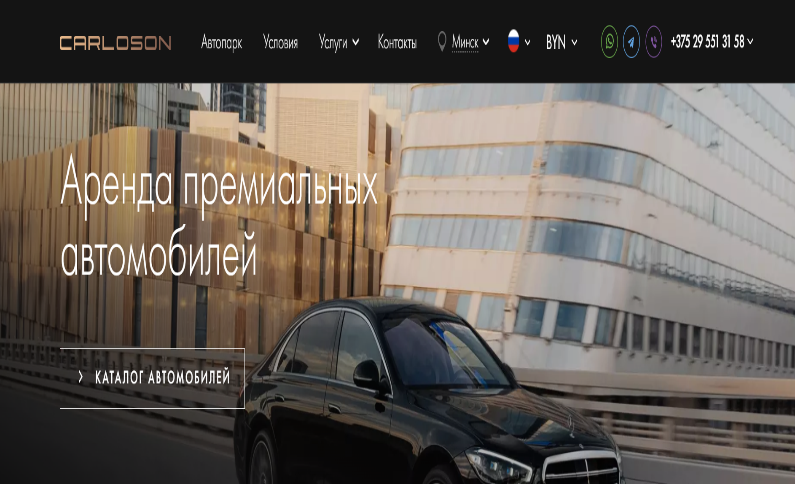 CARLOSON Автопарк Условия Услуги Контакты Минск BYN +375 29 551 31 58
Аренда премиальных
автомобилей
КАТАЛОГ АВТОМОБИЛЕЙ